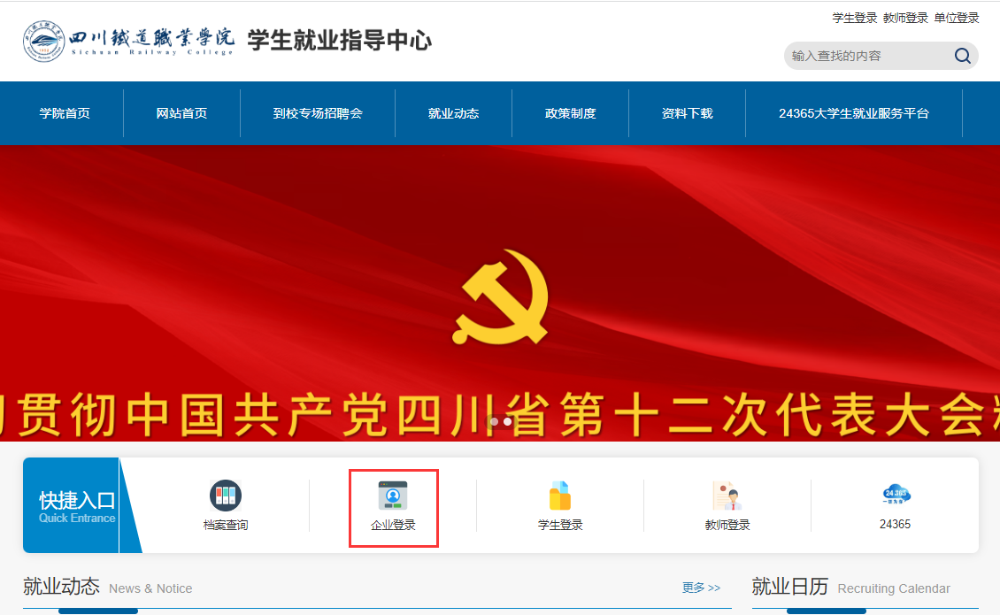 学生登录 教师登录 单位登录
四川鐵道職業學院 学生就业指导中心
Sichuan Railway College
输入查找的内容
学院首页 网站首页 到校专场招聘会 就业动态 政策制度 资料下载 24365大学生就业服务平台
贯彻中国共产党四川省第十二次代表大会
快捷入口
Quick Entrance
档案查询 企业登录 学生登录 教师登录 24365
就业动态 News & Notice 更多 >> 就业日历 Recruiting Calendar